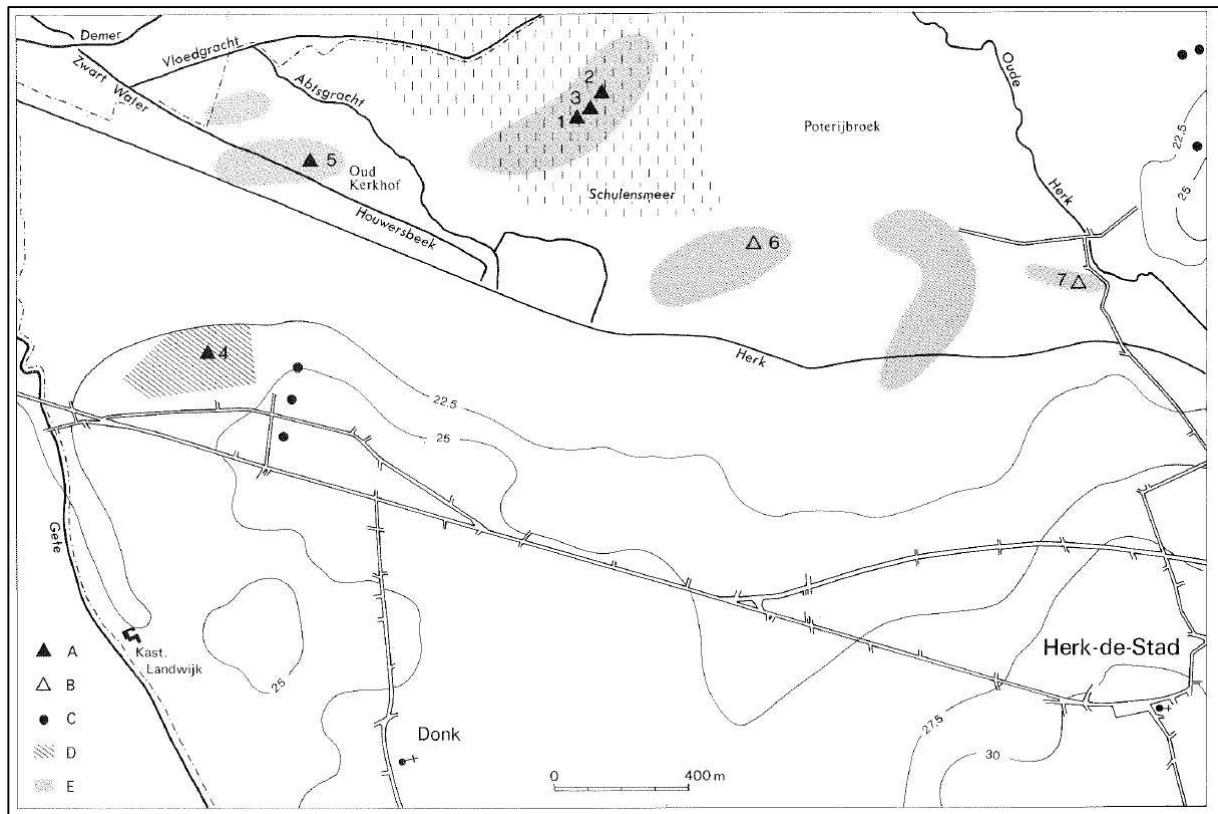 Demer
Vloedgracht
Zwart Water
Abtsgracht
2
3
1
5
Oud
Kerkhof
Houwersbeek
Schulensmeer
Poterijbroek
Oude
Herk
22.5
25
6
7
Herk
4
22.5
25
Gete
Kast.
Landwijk
25
Donk
Herk-de-Stad
27.5
30
A
B
C
D
E
0
400 m